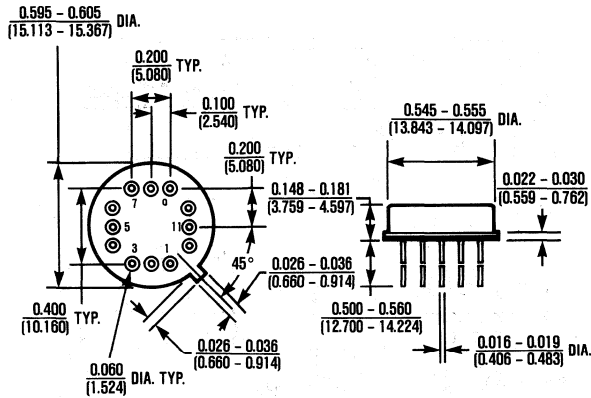 0.595 – 0.605 DIA.
(15.113 – 15.367)
0.200 TYP.
(5.080)
0.100 TYP.
(2.540)
0.200 TYP.
(5.080)
0.545 – 0.555 DIA.
(13.843 – 14.097)
0.148 – 0.181
(3.759 – 4.597)
0.022 – 0.030
(0.559 – 0.762)
7
9
5
11
3
1
45°
0.026 – 0.036
(0.660 – 0.914)
0.500 – 0.560
(12.700 – 14.224)
0.400 TYP.
(10.160)
0.026 – 0.036
(0.660 – 0.914)
0.016 – 0.019 DIA.
(0.406 – 0.483)
0.060 DIA. TYP.
(1.524)